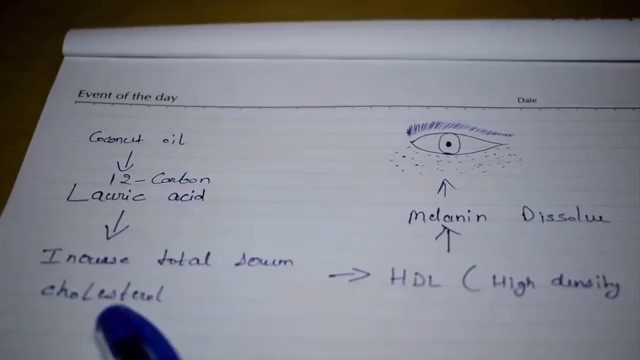 Event of the day
Date
Coconut oil
12-Carbon
Lauric acid
Increase total serum
cholesterol
HDL (High density
Melanin Dissolve